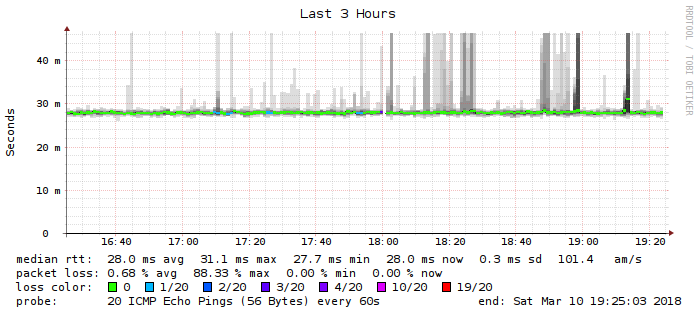 Last 3 Hours
RRDTOOL / TOBI OETIKER
Seconds
40 m
30 m
20 m
10 m
0
16:40 17:00 17:20 17:40 18:00 18:20 18:40 19:00 19:20
median rtt: 28.0 ms avg 31.1 ms max 27.7 ms min 28.0 ms now 0.3 ms sd 101.4 am/s
packet loss: 0.68 % avg 88.33 % max 0.00 % min 0.00 % now
loss color: 0 1/20 2/20 3/20 4/20 10/20 19/20
probe: 20 ICMP Echo Pings (56 Bytes) every 60s end: Sat Mar 10 19:25:03 2018